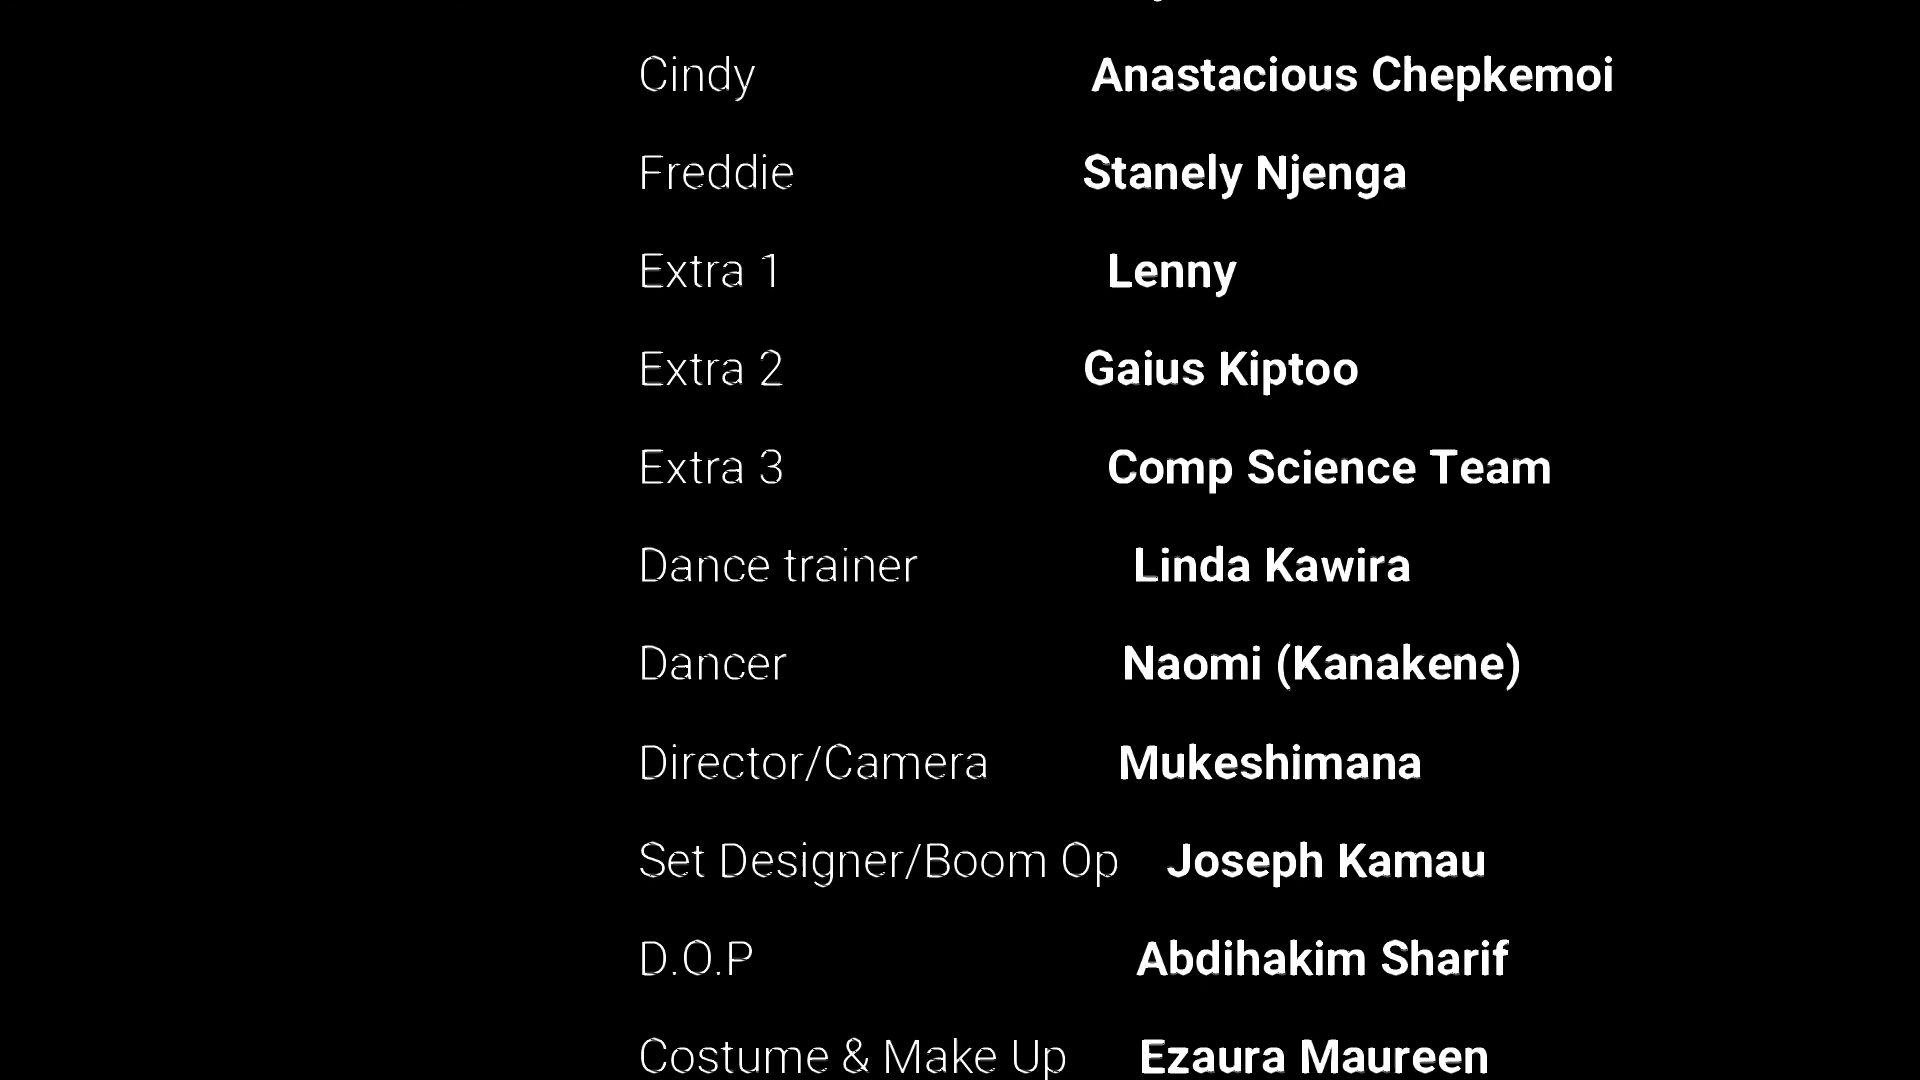 Cindy Anastacious Chepkemoi
Freddie Stanely Njenga
Extra 1 Lenny
Extra 2 Gaius Kiptoo
Extra 3 Comp Science Team
Dance trainer Linda Kawira
Dancer Naomi (Kanakene)
Director/Camera Mukeshimana
Set Designer/Boom Op Joseph Kamau
D.O.P Abdihakim Sharif
Costume & Make Up Ezaura Maureen